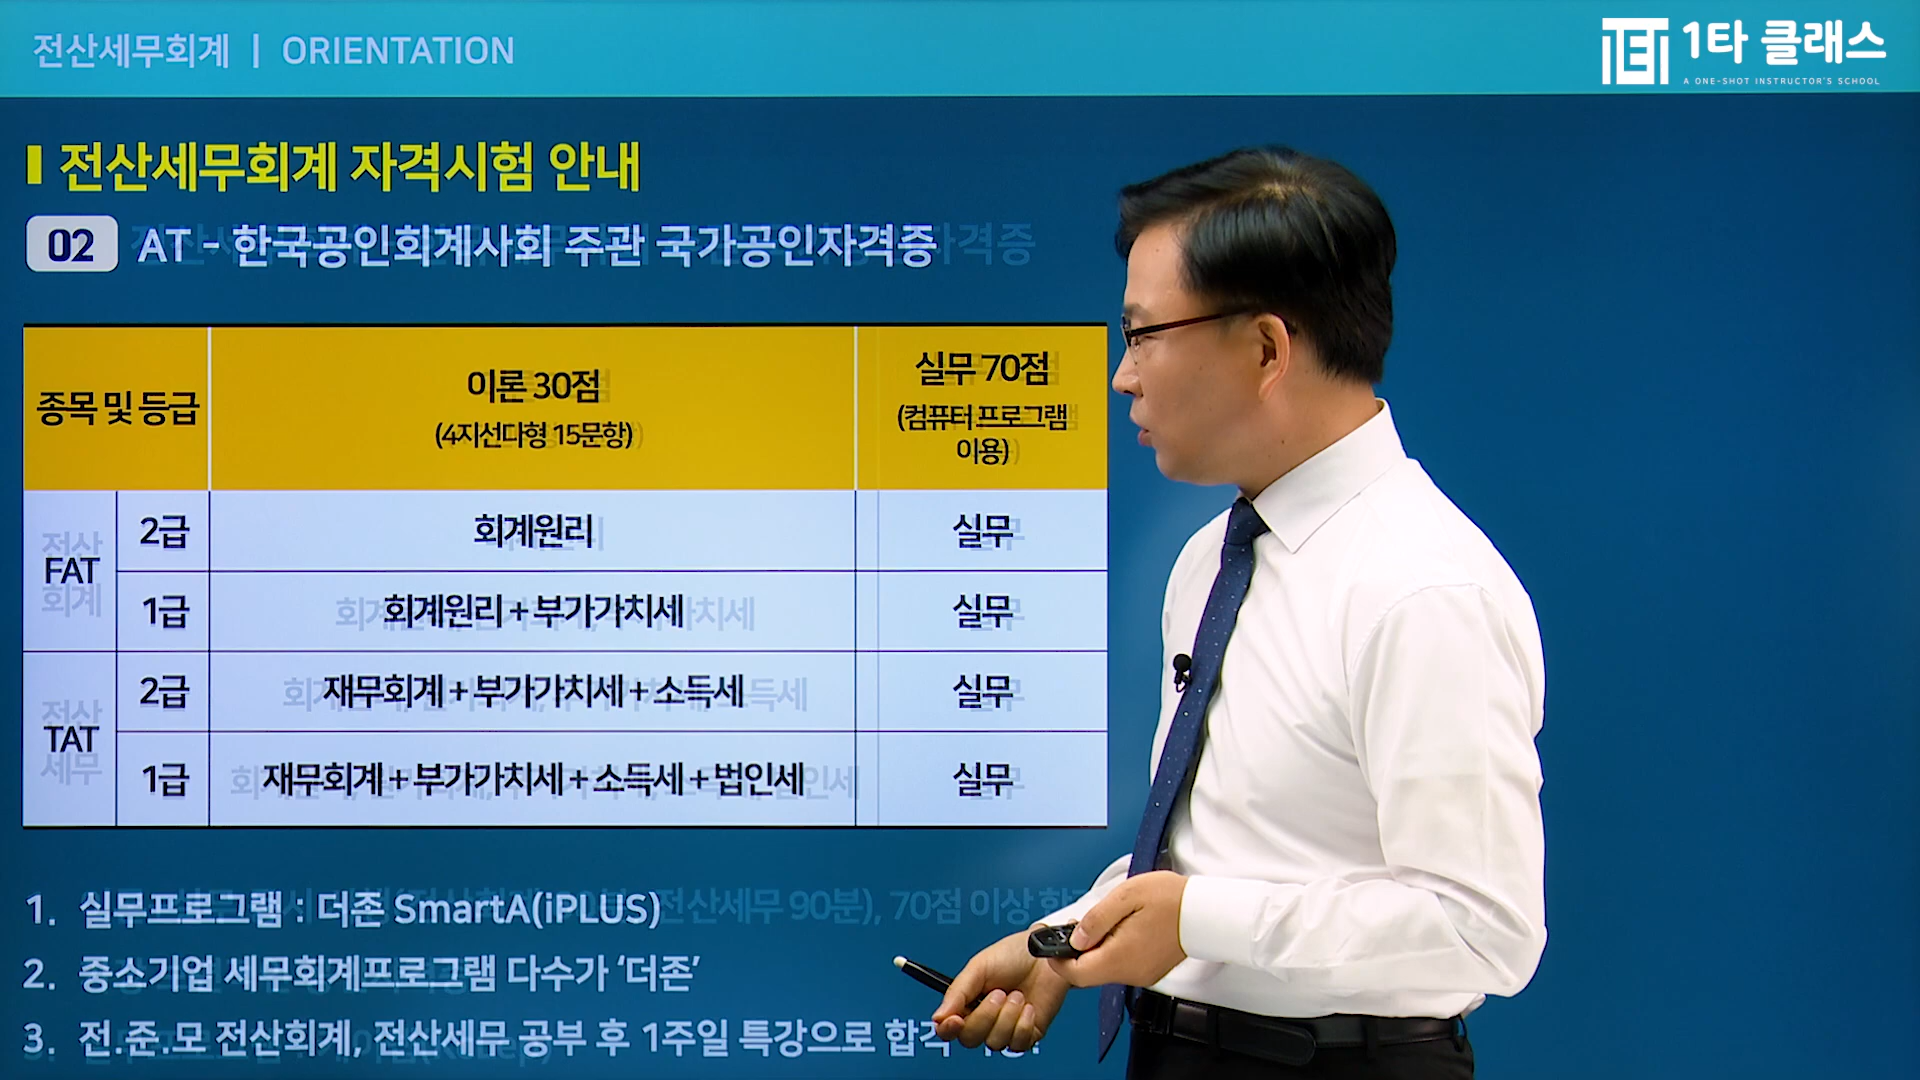 전산세무회계 | ORIENTATION
1타 클래스
A ONE-SHOT INSTRUCTOR'S SCHOOL
전산세무회계 자격시험 안내
02 AT - 한국공인회계사회 주관 국가공인자격증
종목 및 등급
이론 30점
(4지선다형 15문항)
실무 70점
(컴퓨터 프로그램
이용)
FAT
2급 회계원리 실무
1급 회계원리 + 부가가치세 실무
TAT
2급 재무회계 + 부가가치세 + 소득세 실무
1급 재무회계 + 부가가치세 + 소득세 + 법인세 실무
1. 실무프로그램 : 더존 SmartA(iPLUS)
2. 중소기업 세무회계프로그램 다수가 '더존'
3. 전.준.모 전산회계, 전산세무 공부 후 1주일 특강으로 합격